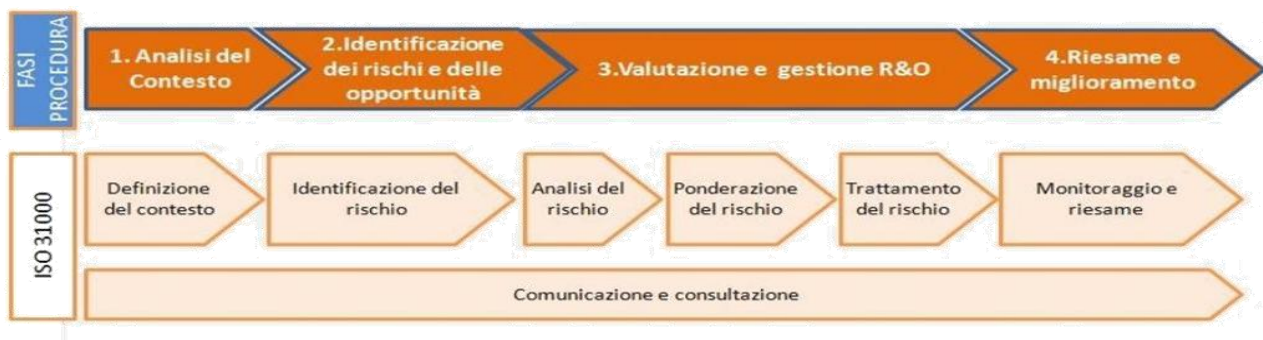 FASI
PROCEDURA
1. Analisi del
Contesto
2.Identificazione
dei rischi e delle
opportunità
3.Valutazione e gestione R&O
4.Riesame e
miglioramento
ISO 31000
Definizione
del contesto
Identificazione del
rischio
Analisi del
rischio
Ponderazione
del rischio
Trattamento
del rischio
Monitoraggio e
riesame
Comunicazione e consultazione